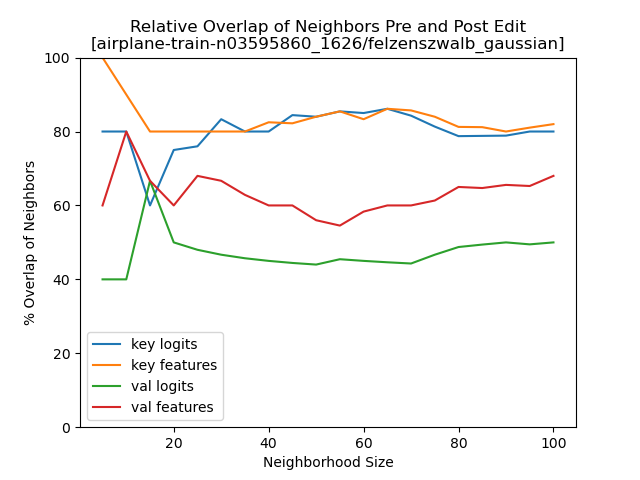 Relative Overlap of Neighbors Pre and Post Edit
[airplane-train-n03595860_1626/felzenszwalb_gaussian]
% Overlap of Neighbors
100
80
60
40
20
0
key logits
key features
val logits
val features
20 40 60 80 100
Neighborhood Size